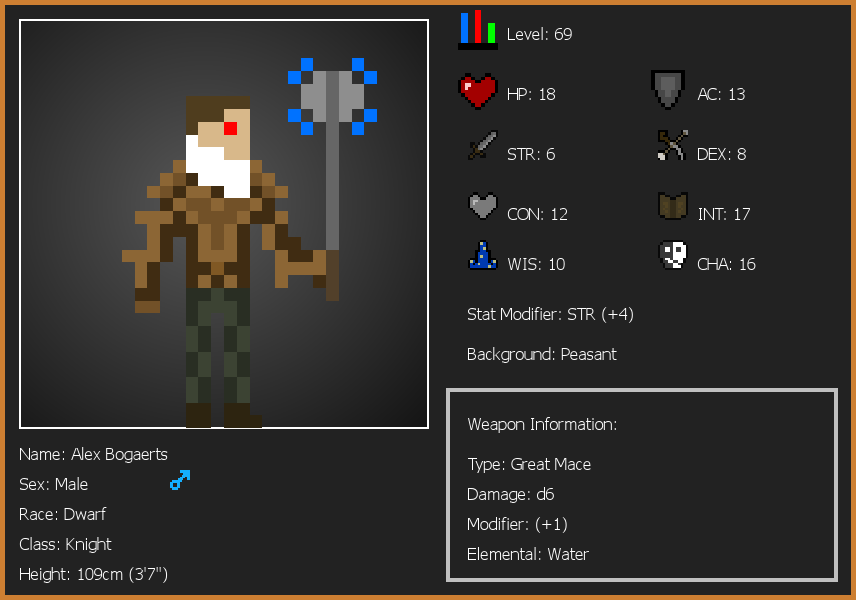 Level: 69
HP: 18
AC: 13
STR: 6
DEX: 8
CON: 12
INT: 17
WIS: 10
CHA: 16
Stat Modifier: STR (+4)
Background: Peasant
Weapon Information:
Type: Great Mace
Damage: d6
Modifier: (+1)
Elemental: Water
Name: Alex Bogaerts
Sex: Male
Race: Dwarf
Class: Knight
Height: 109cm (3'7")